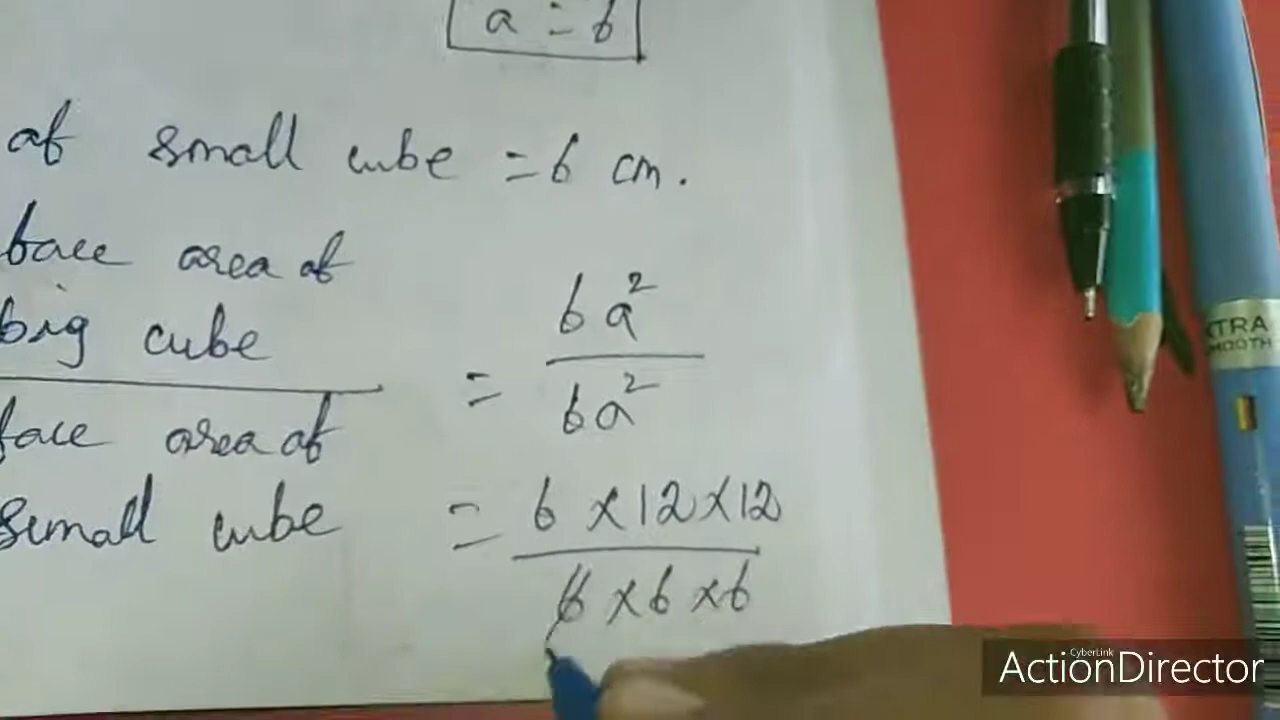 a = 6
of small cube = 6 cm.
face area of
big cube
face area of
small cube
= 6a²
6a²
= 6 × 12 × 12
6 × 6 × 6
XTRA
SMOOTH
CyberLink
ActionDirector